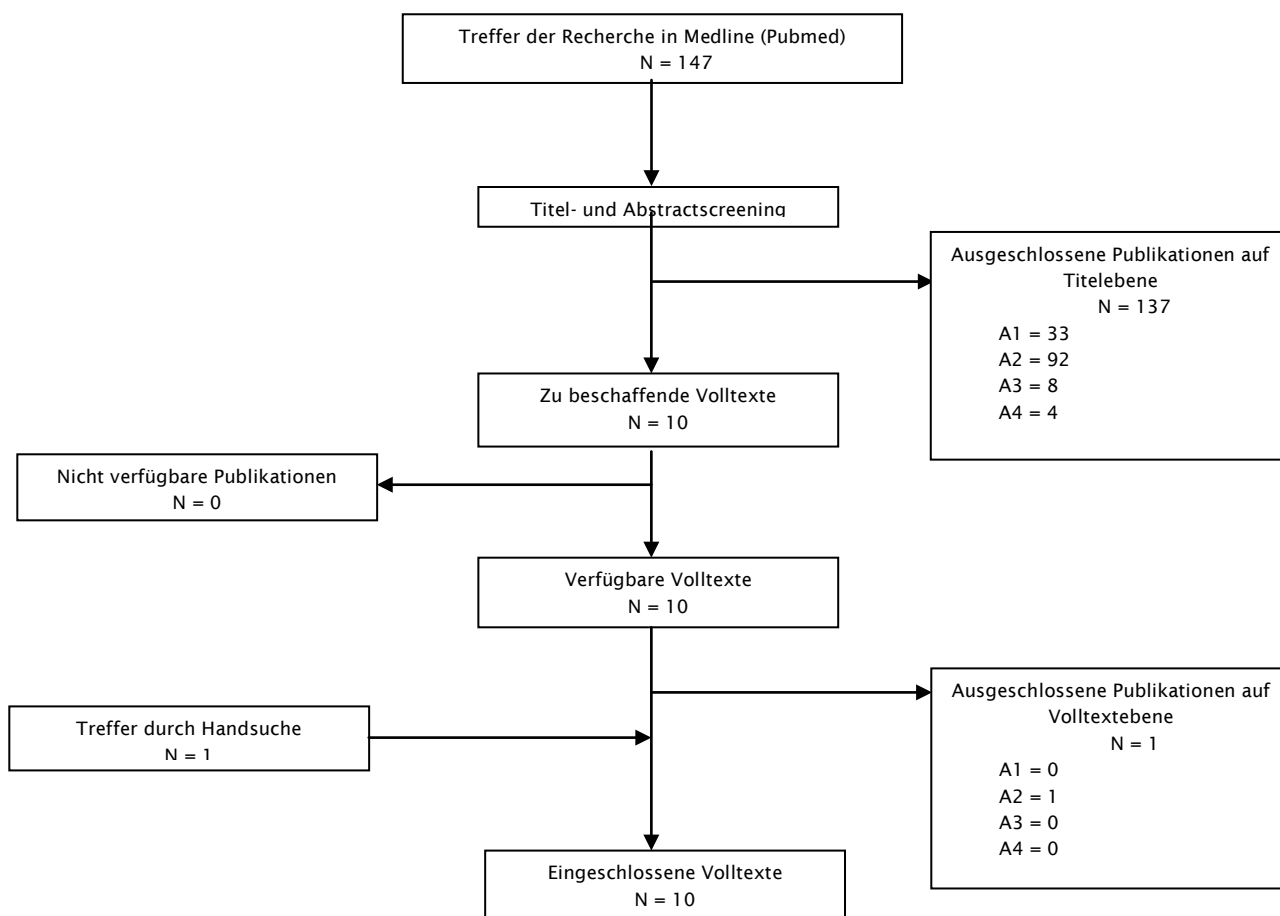 Treffer der Recherche in Medline (Pubmed)
N = 147
Titel- und Abstractscreening
Ausgeschlossene Publikationen auf
Titelebene
N = 137
A1 = 33
A2 = 92
A3 = 8
A4 = 4
Zu beschaffende Volltexte
N = 10
Nicht verfügbare Publikationen
N = 0
Verfügbare Volltexte
N = 10
Ausgeschlossene Publikationen auf
Volltextebene
N = 1
A1 = 0
A2 = 1
A3 = 0
A4 = 0
Treffer durch Handsuche
N = 1
Eingeschlossene Volltexte
N = 10